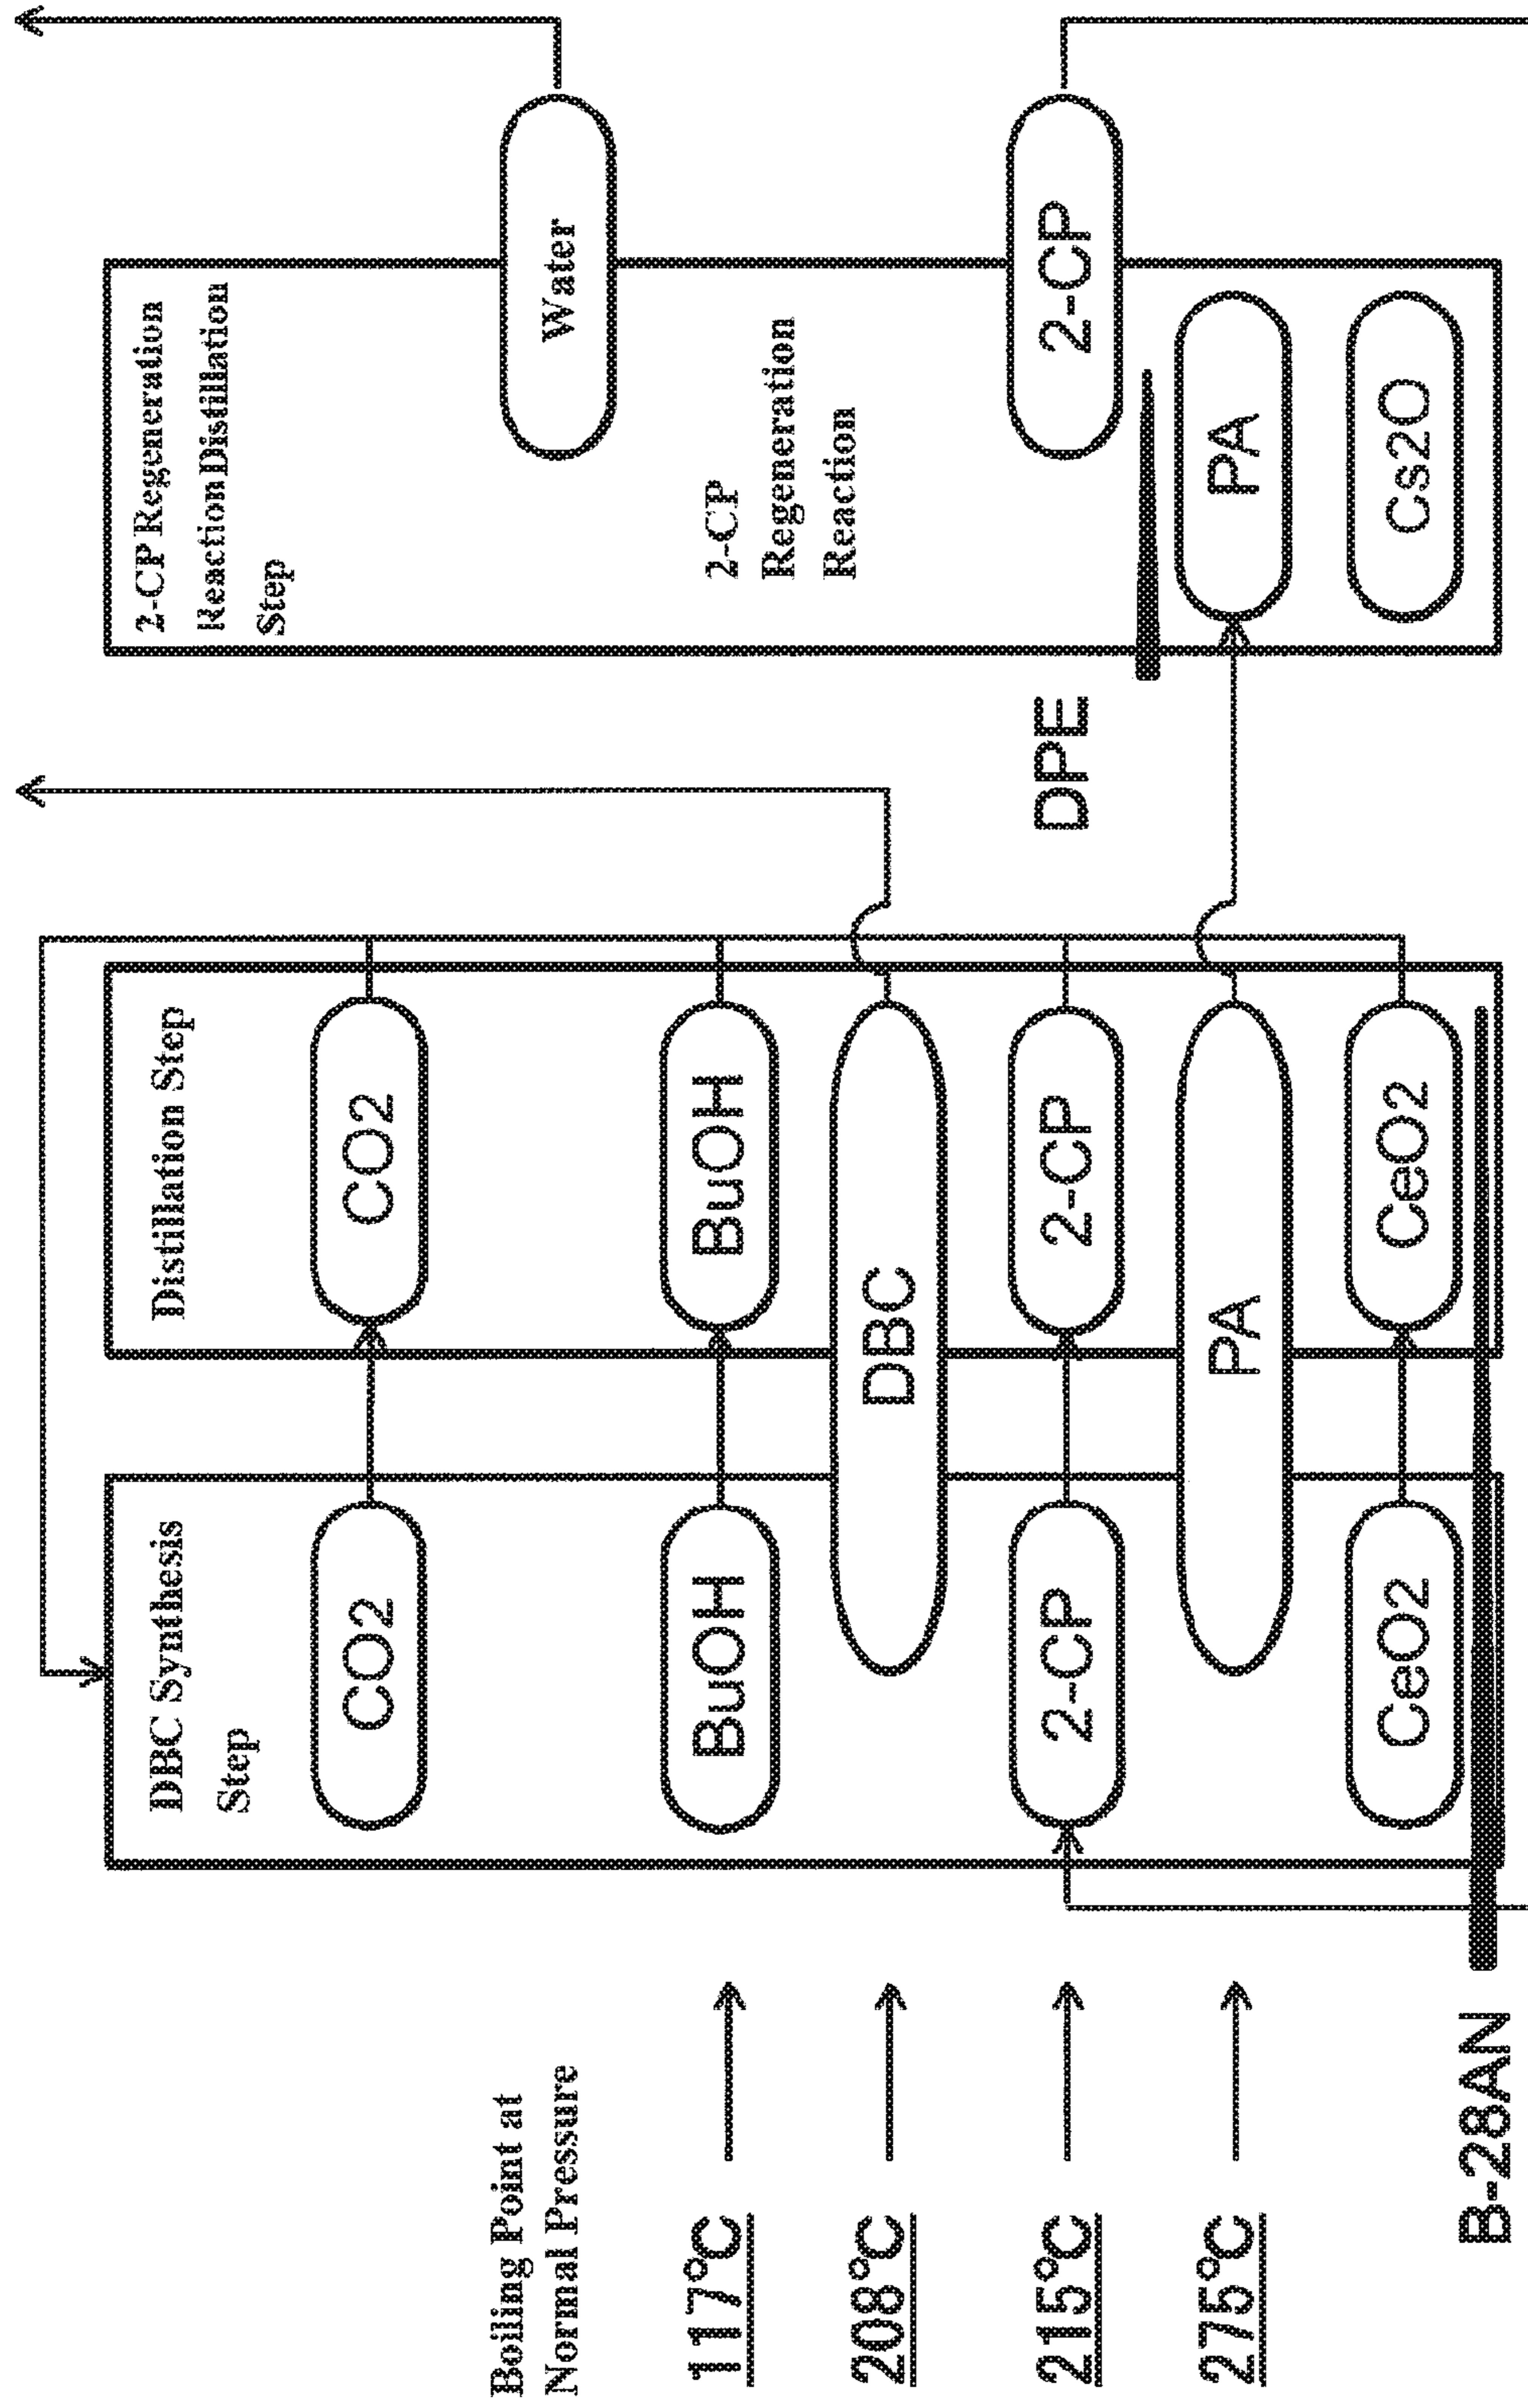 Boiling Point at
Normal Pressure
117°C
208°C
215°C
275°C
B-28AN
DBC Synthesis
Step
CO2
BuOH
2-CP
CeO2
DBC
PA
Distillation Step
CO2
BuOH
2-CP
CeO2
DPE
2-CP Regeneration
Reaction Distillation
Step
Water
2-CP
Regeneration
Reaction
2-CP
PA
Cs2O